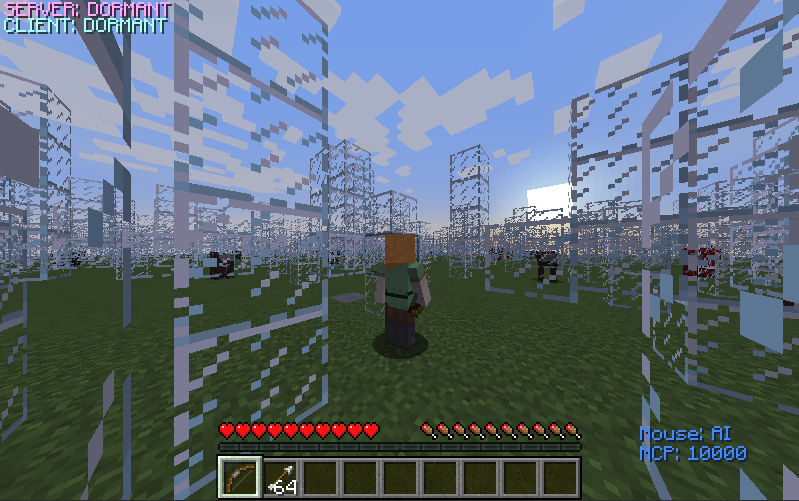 SERVER: DORMANT
CLIENT: DORMANT
Mouse: AI
MCP: 10000
64